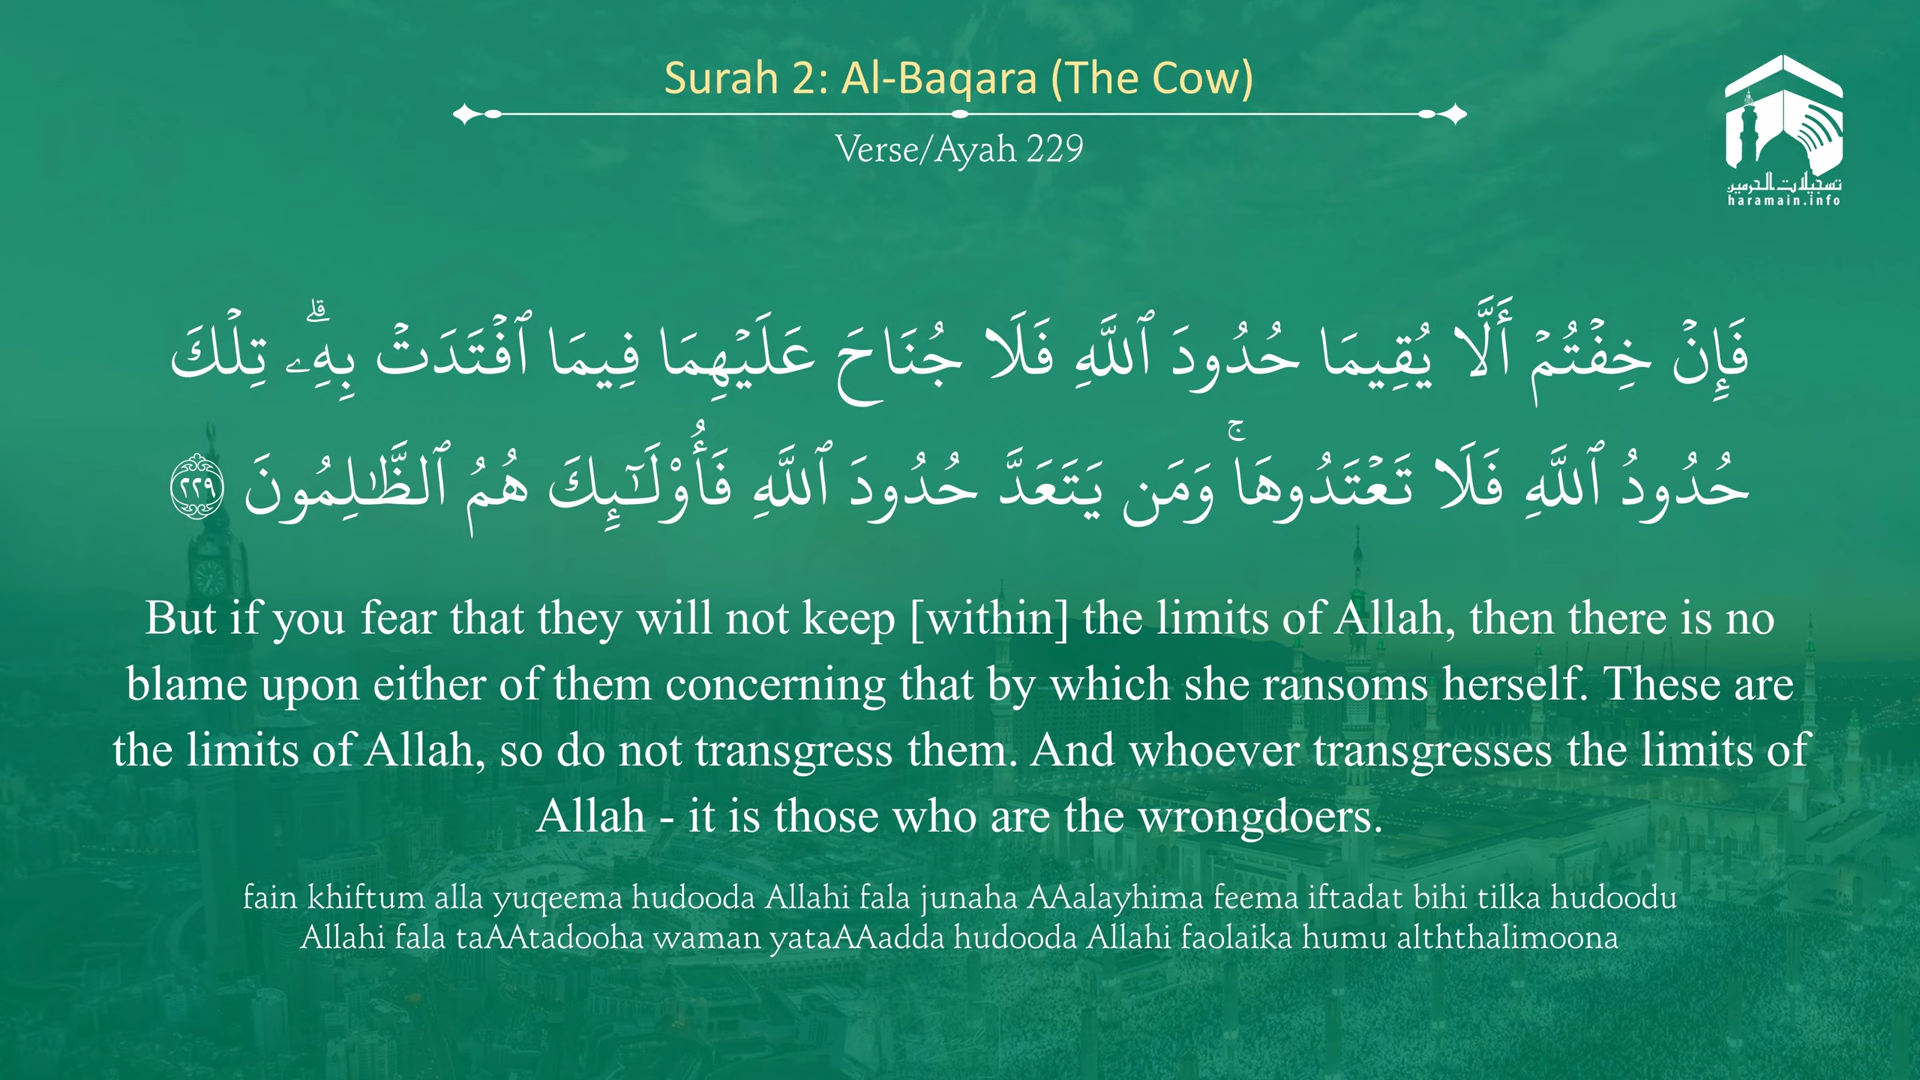 Surah 2: Al-Baqara (The Cow)
Verse/Ayah 229
تسجيلات الحرمين
haramain.info
فَإِنۡ خِفۡتُمۡ أَلَّا يُقِيمَا حُدُودَ ٱللَّهِ فَلَا جُنَاحَ عَلَيۡهِمَا فِيمَا ٱفۡتَدَتۡ بِهِۦۗ تِلۡكَ
حُدُودُ ٱللَّهِ فَلَا تَعۡتَدُوهَاۚ وَمَن يَتَعَدَّ حُدُودَ ٱللَّهِ فَأُوْلَـٰٓئِكَ هُمُ ٱلظَّـٰلِمُونَ ٢٢٩
But if you fear that they will not keep [within] the limits of Allah, then there is no
blame upon either of them concerning that by which she ransoms herself. These are
the limits of Allah, so do not transgress them. And whoever transgresses the limits of
Allah - it is those who are the wrongdoers.
fain khiftum alla yuqeema hudooda Allahi fala junaha AAalayhima feema iftadat bihi tilka hudoodu
Allahi fala taAAtadooha waman yataAAadda hudooda Allahi faolaika humu alththalimoona